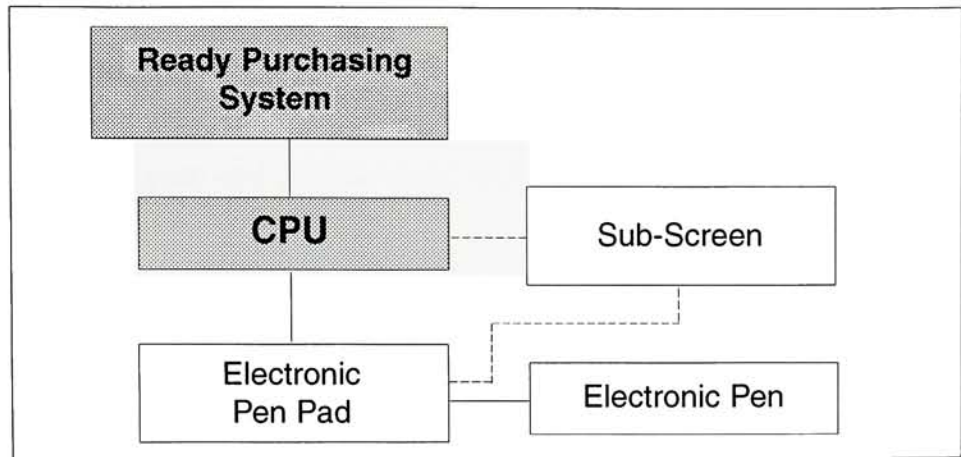 Ready Purchasing
System
CPU
Sub-Screen
Electronic
Pen Pad
Electronic Pen